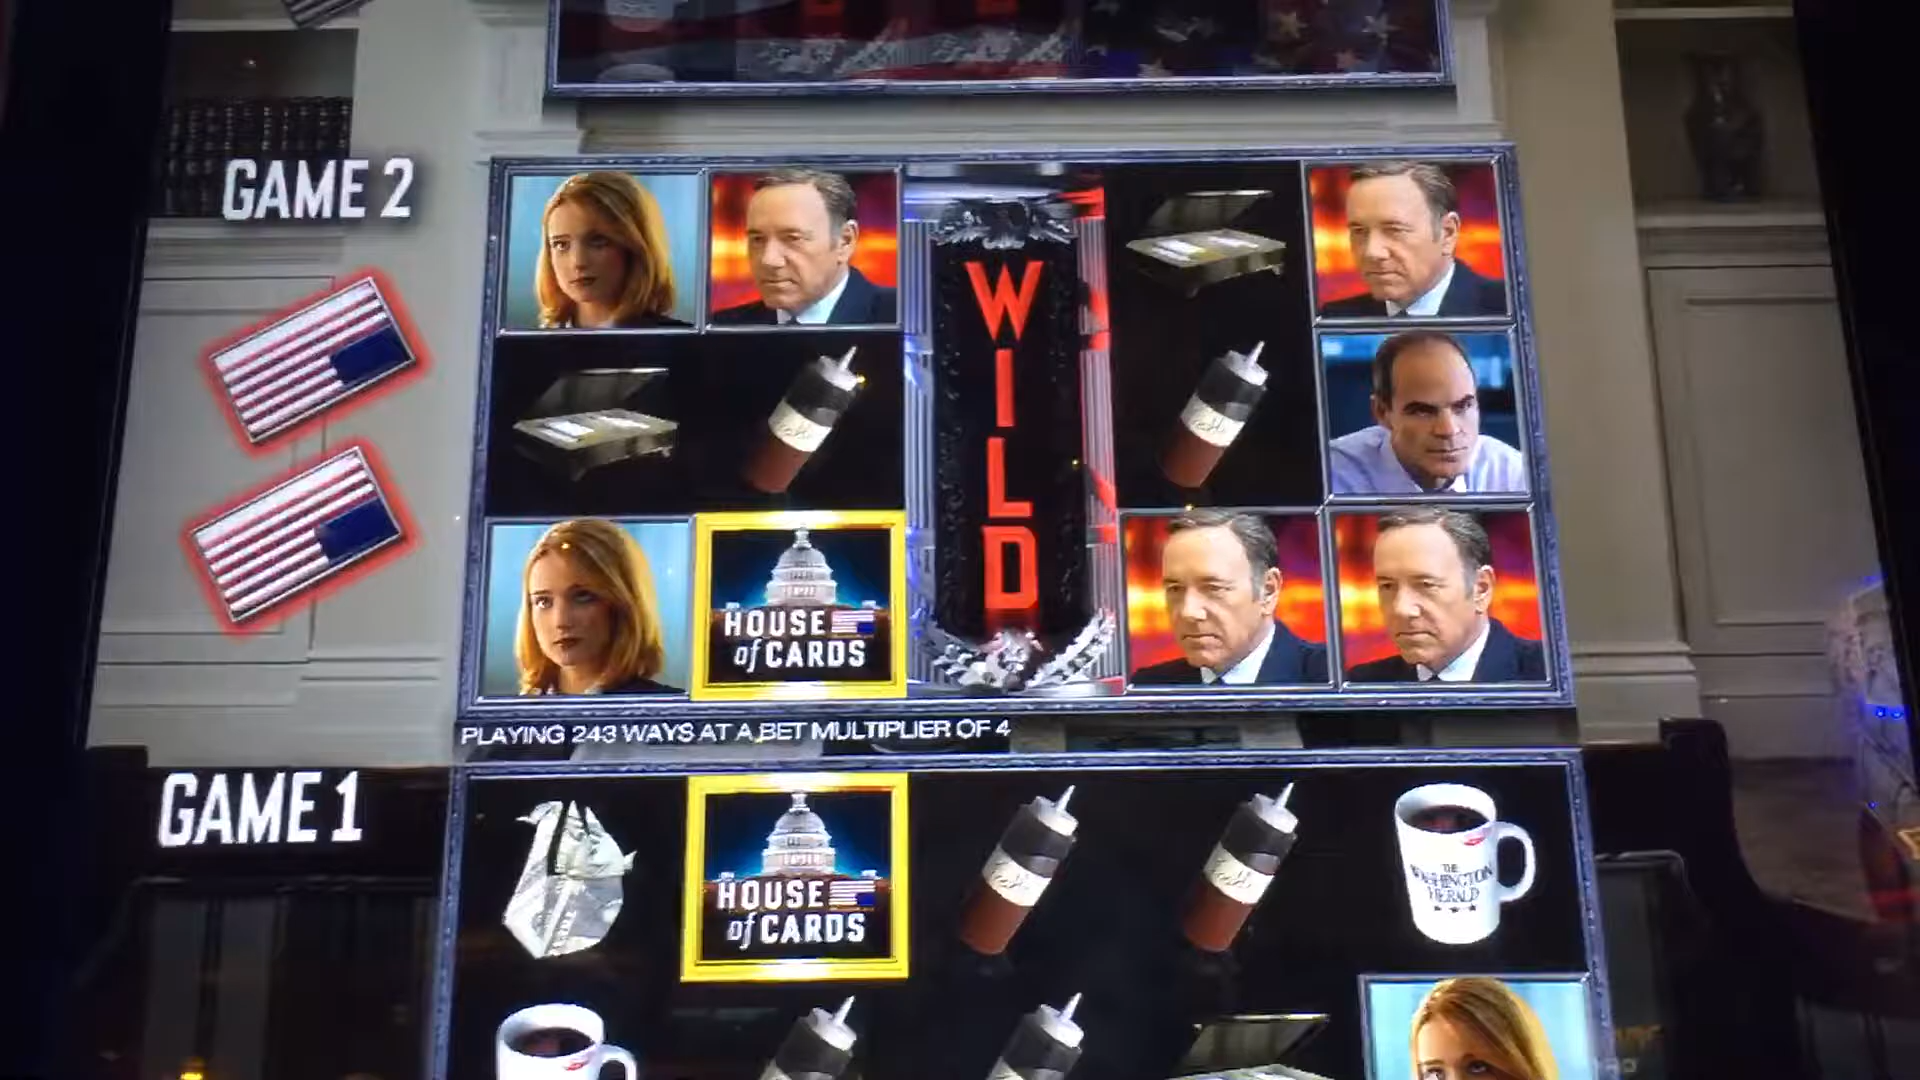 GAME 2
WILD
HOUSE
of CARDS
PLAYING 243 WAYS AT A BET MULTIPLIER OF 4
GAME 1
HOUSE
of CARDS
THE
WASHINGTON
HERALD